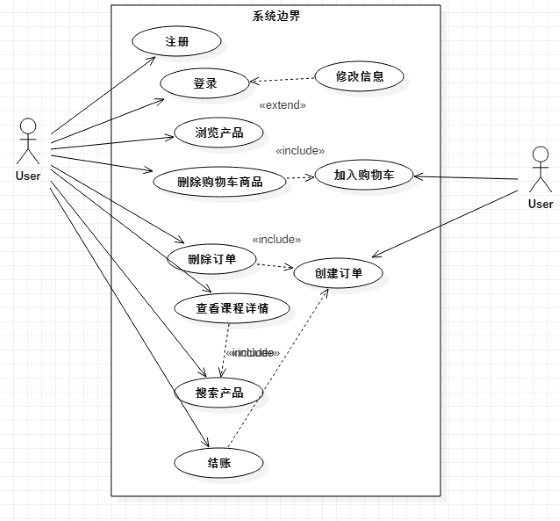 系统边界
注册
登录
修改信息
«extend»
浏览产品
«include»
删除购物车商品
加入购物车
User
User
«include»
删除订单
创建订单
查看课程详情
«include»
«include»
搜索产品
结账